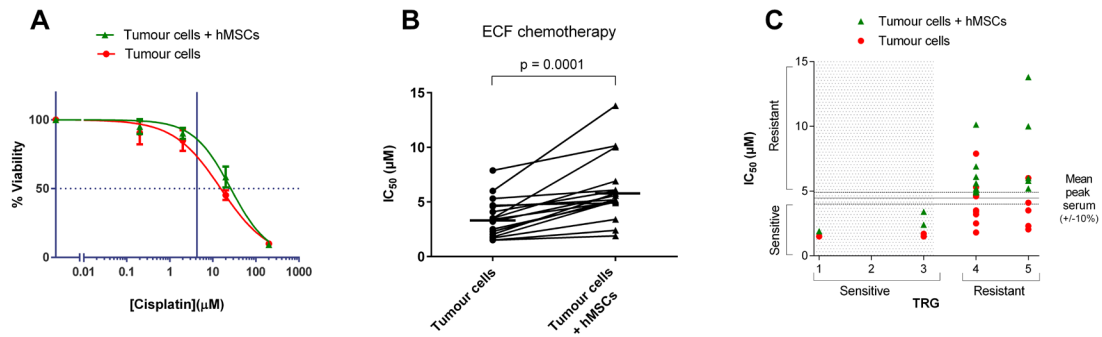 A
Tumour cells + hMSCs
Tumour cells
% Viability
100
50
0
0.01
0.1
1
10
100
1000
[Cisplatin](µM)
B
ECF chemotherapy
p = 0.0001
IC50 (µM)
15
10
5
0
Tumour cells
Tumour cells
+ hMSCs
C
Tumour cells + hMSCs
Tumour cells
IC50 (µM)
Resistant
Sensitive
15
10
5
0
Mean
peak
serum
(+/-10%)
1
2
3
4
5
Sensitive
TRG
Resistant